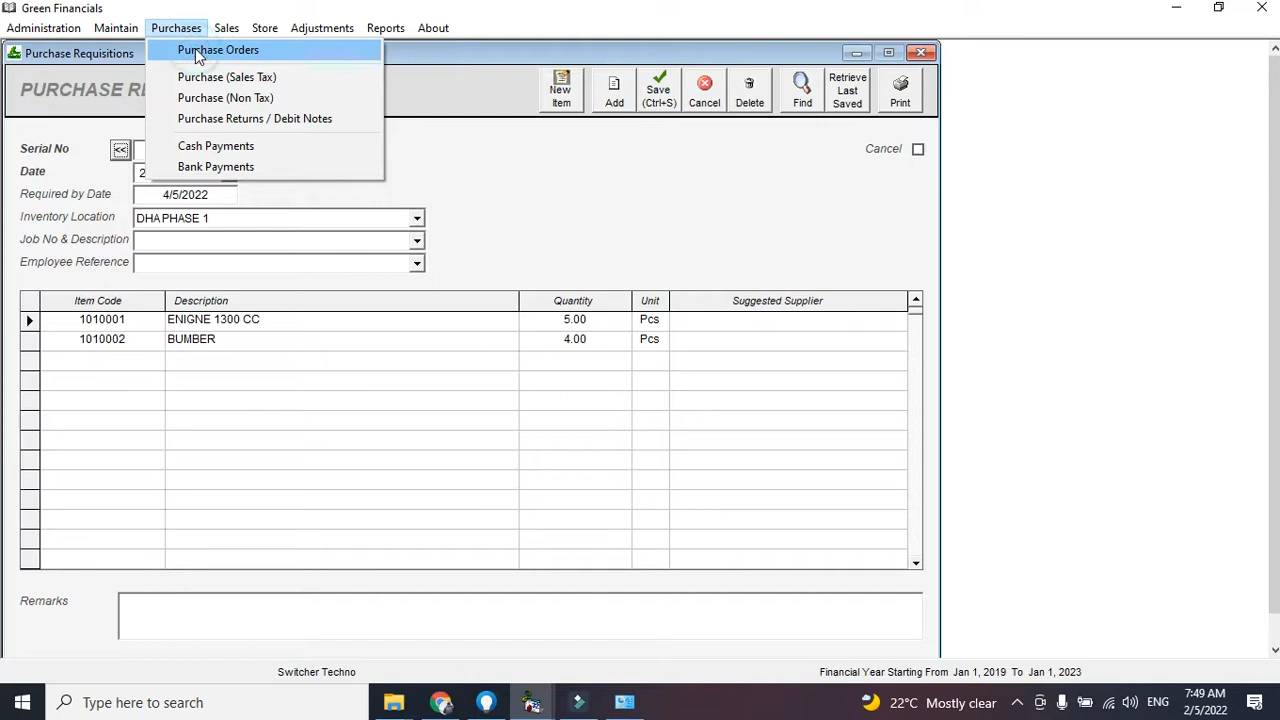 Green Financials
Administration Maintain Purchases Sales Store Adjustments Reports About
Purchase Requisitions
Purchase Orders
Purchase (Sales Tax)
Purchase (Non Tax)
Purchase Returns / Debit Notes
Cash Payments
Bank Payments
PURCHASE RE
New Item
Add
Save (Ctrl+S)
Cancel
Delete
Find
Retrieve Last Saved
Print
Serial No <<
Cancel
Date 2
Required by Date 4/5/2022
Inventory Location DHA PHASE 1
Job No & Description
Employee Reference
Item Code Description Quantity Unit Suggested Supplier
1010001 ENIGNE 1300 CC 5.00 Pcs
1010002 BUMBER 4.00 Pcs
Remarks
Switcher Techno Financial Year Starting From Jan 1, 2019 To Jan 1, 2023
Type here to search
22°C Mostly clear ENG
7:49 AM
2/5/2022